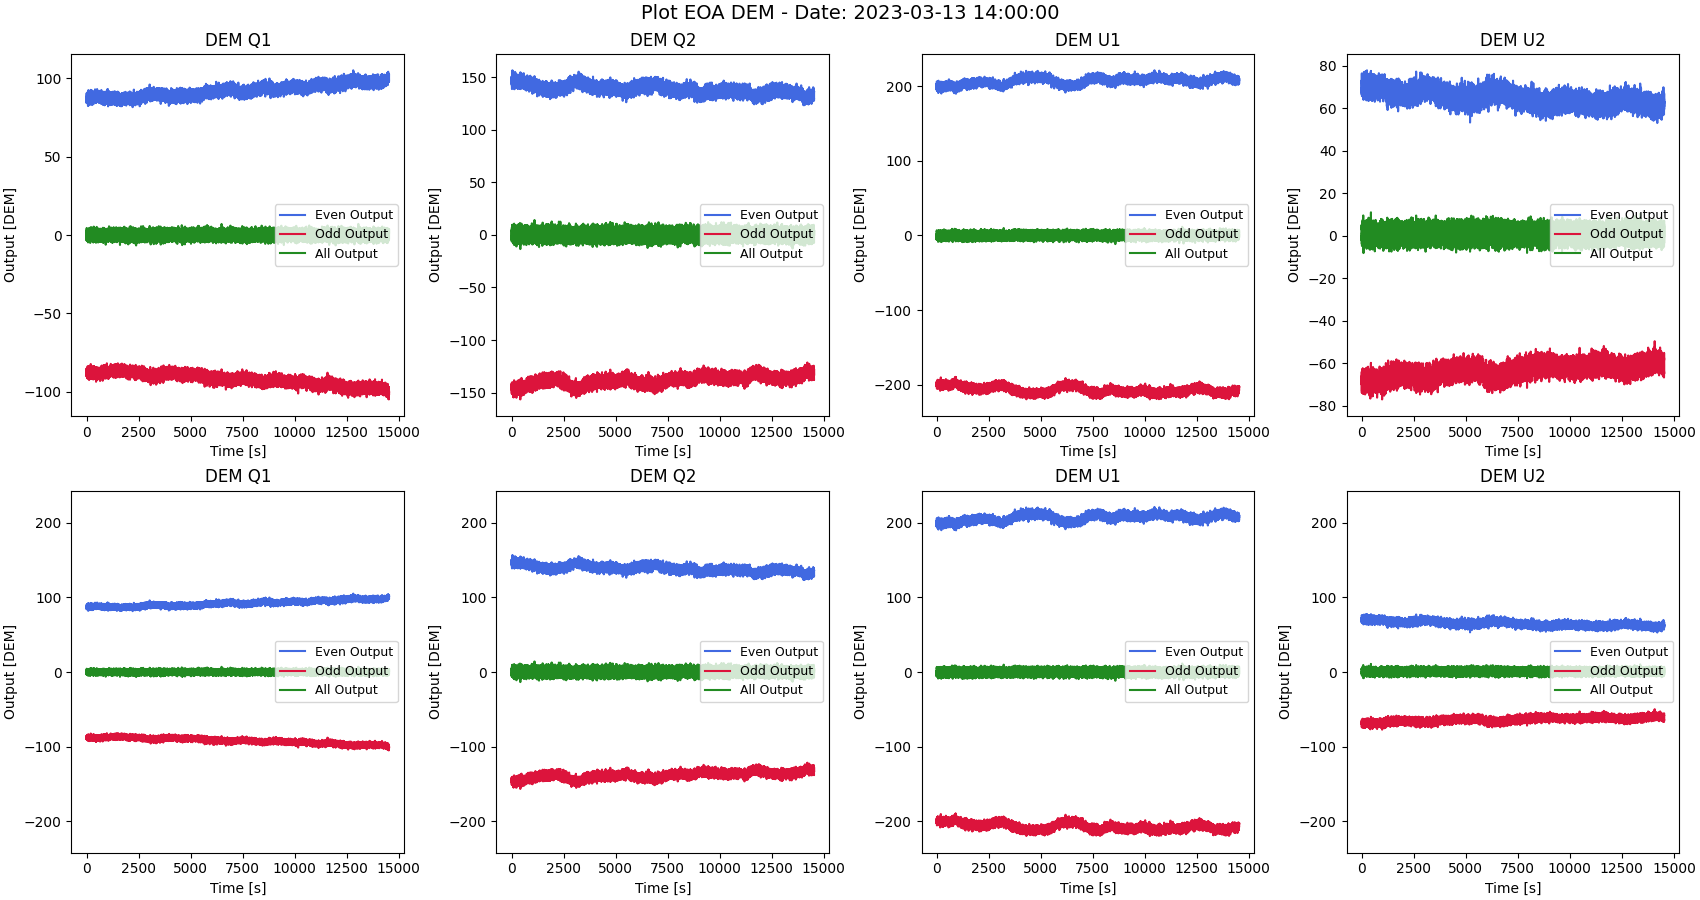 Plot EOA DEM - Date: 2023-03-13 14:00:00
DEM Q1
Output [DEM]
100
50
0
−50
−100
Even Output
Odd Output
All Output
0 2500 5000 7500 10000 12500 15000
Time [s]
DEM Q2
Output [DEM]
150
100
50
0
−50
−100
−150
Even Output
Odd Output
All Output
0 2500 5000 7500 10000 12500 15000
Time [s]
DEM U1
Output [DEM]
200
100
0
−100
−200
Even Output
Odd Output
All Output
0 2500 5000 7500 10000 12500 15000
Time [s]
DEM U2
Output [DEM]
80
60
40
20
0
−20
−40
−60
−80
Even Output
Odd Output
All Output
0 2500 5000 7500 10000 12500 15000
Time [s]
DEM Q1
Output [DEM]
200
100
0
−100
−200
Even Output
Odd Output
All Output
0 2500 5000 7500 10000 12500 15000
Time [s]
DEM Q2
Output [DEM]
200
100
0
−100
−200
Even Output
Odd Output
All Output
0 2500 5000 7500 10000 12500 15000
Time [s]
DEM U1
Output [DEM]
200
100
0
−100
−200
Even Output
Odd Output
All Output
0 2500 5000 7500 10000 12500 15000
Time [s]
DEM U2
Output [DEM]
200
100
0
−100
−200
Even Output
Odd Output
All Output
0 2500 5000 7500 10000 12500 15000
Time [s]